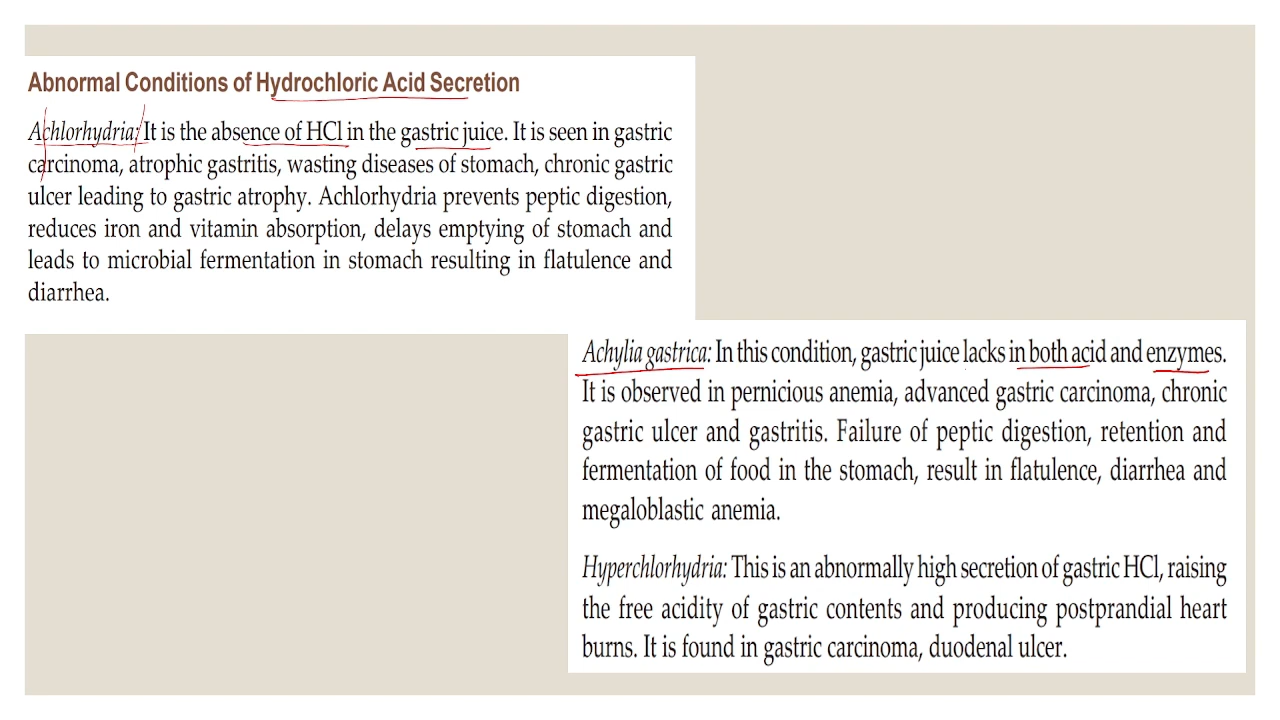 Abnormal Conditions of Hydrochloric Acid Secretion
Achlorhydria: It is the absence of HCl in the gastric juice. It is seen in gastric
carcinoma, atrophic gastritis, wasting diseases of stomach, chronic gastric
ulcer leading to gastric atrophy. Achlorhydria prevents peptic digestion,
reduces iron and vitamin absorption, delays emptying of stomach and
leads to microbial fermentation in stomach resulting in flatulence and
diarrhea.
Achylia gastrica: In this condition, gastric juice lacks in both acid and enzymes.
It is observed in pernicious anemia, advanced gastric carcinoma, chronic
gastric ulcer and gastritis. Failure of peptic digestion, retention and
fermentation of food in the stomach, result in flatulence, diarrhea and
megaloblastic anemia.
Hyperchlorhydria: This is an abnormally high secretion of gastric HCl, raising
the free acidity of gastric contents and producing postprandial heart
burns. It is found in gastric carcinoma, duodenal ulcer.